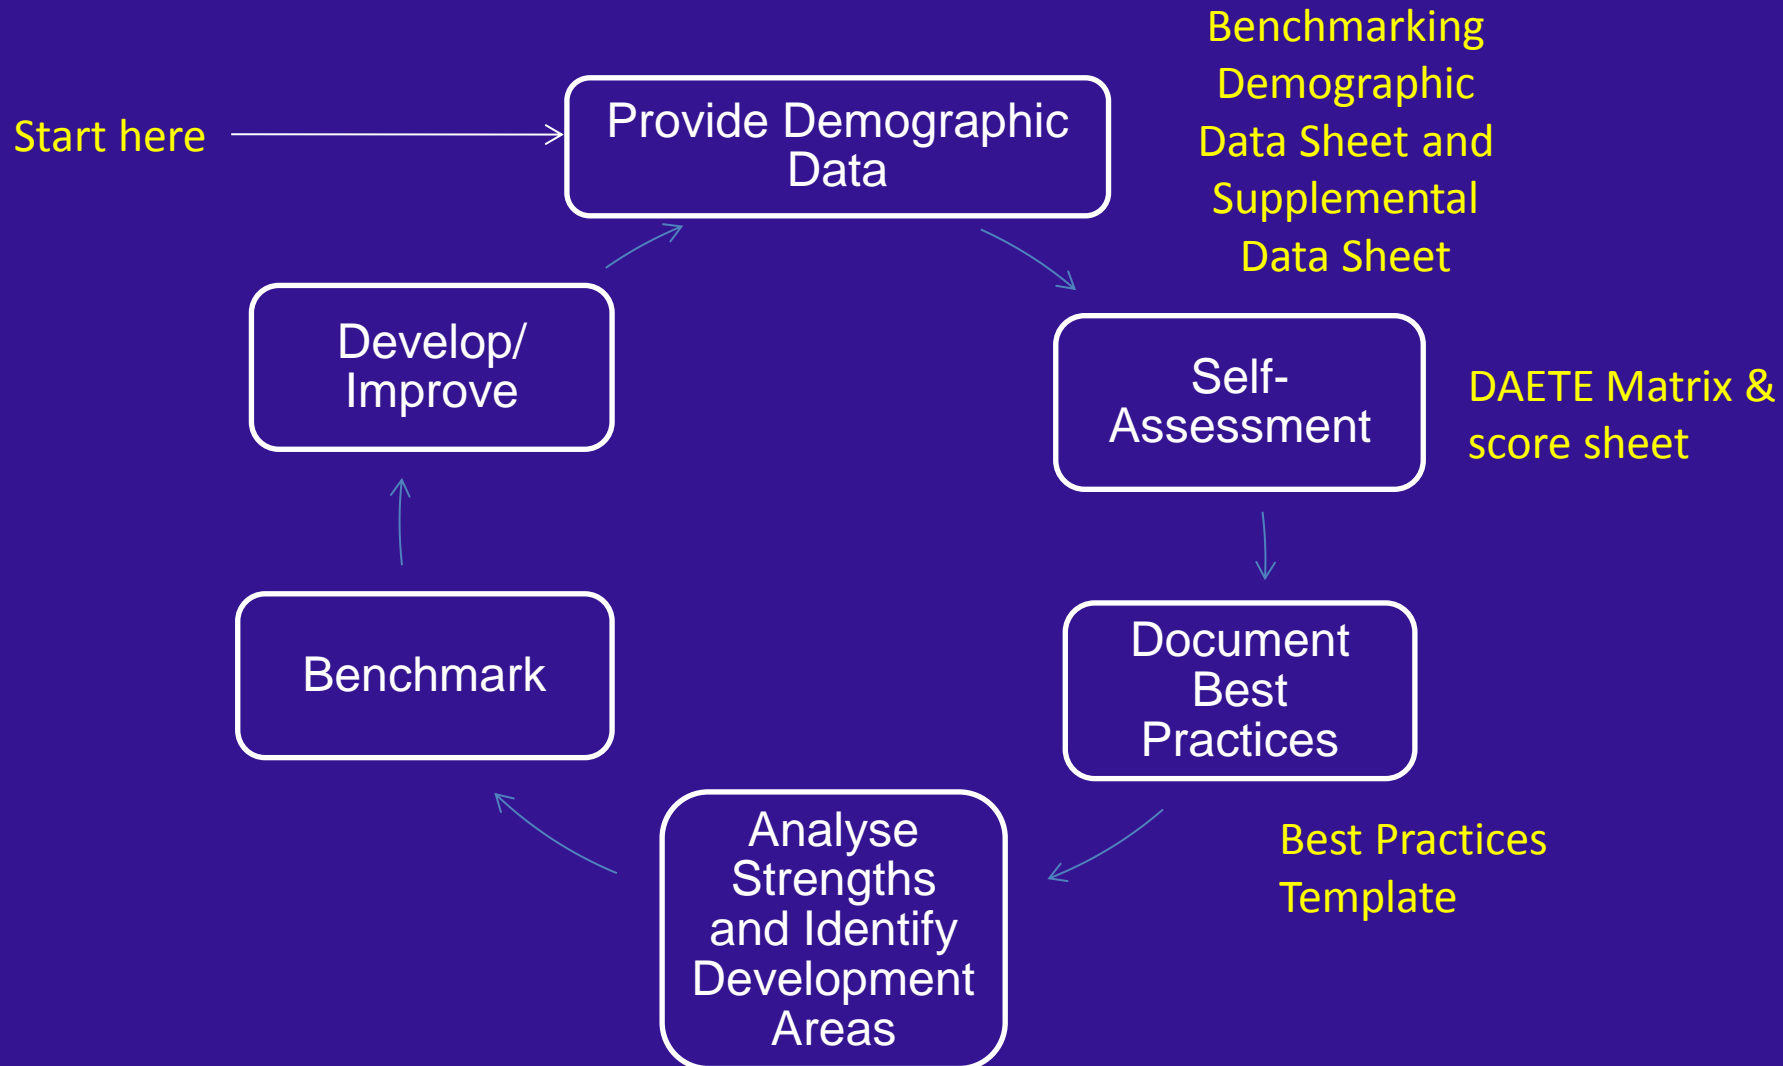 Start here
Provide Demographic
Data
Benchmarking
Demographic
Data Sheet and
Supplemental
Data Sheet
Self-
Assessment
DAETE Matrix &
score sheet
Document
Best
Practices
Best Practices
Template
Analyse
Strengths
and Identify
Development
Areas
Benchmark
Develop/
Improve